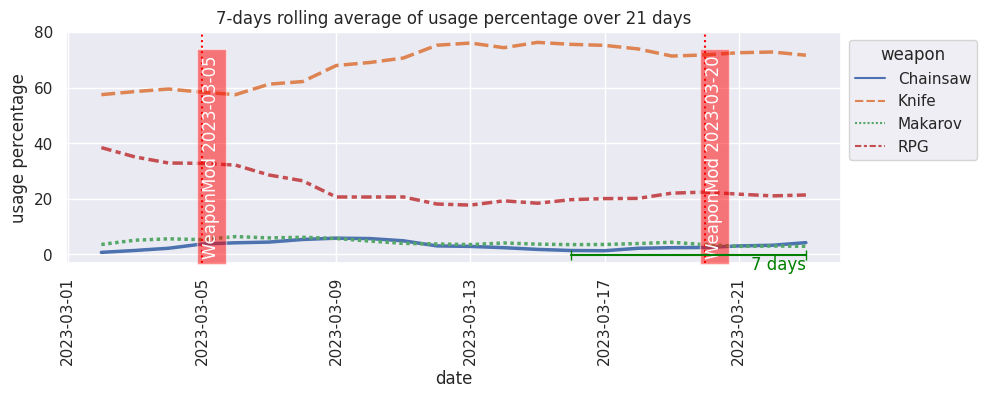 7-days rolling average of usage percentage over 21 days
usage percentage
80
60
40
20
0
WeaponMod 2023-03-05
WeaponMod 2023-03-20
7 days
2023-03-01
2023-03-05
2023-03-09
2023-03-13
2023-03-17
2023-03-21
date
weapon
Chainsaw
Knife
Makarov
RPG